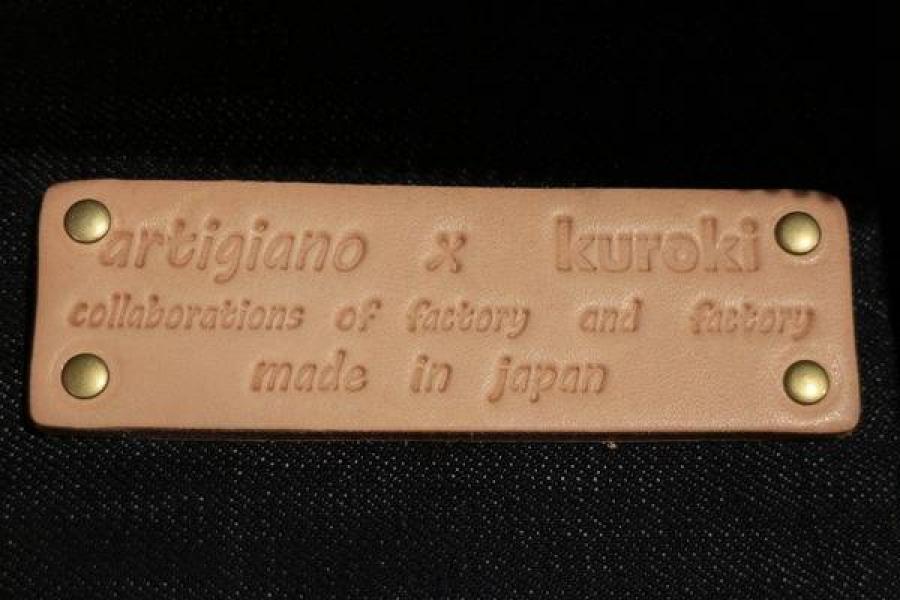 artigiano x kuroki
collaborations of factory and factory
made in japan